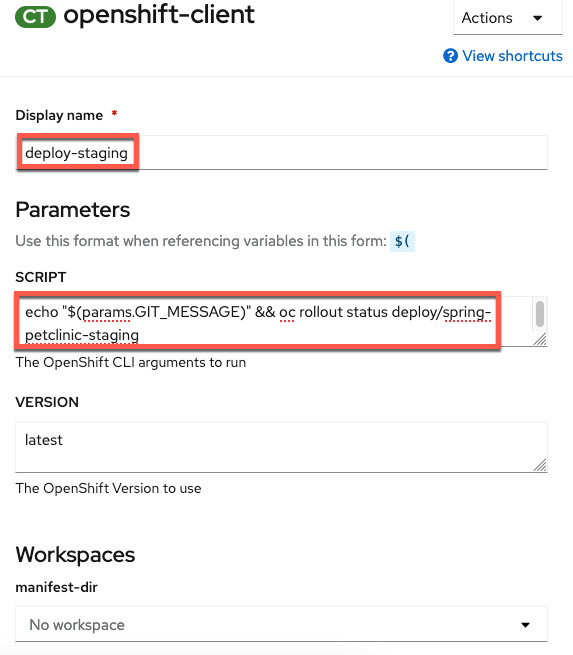 CT openshift-client
Actions
View shortcuts
Display name *
deploy-staging
Parameters
Use this format when referencing variables in this form: $(
SCRIPT
echo "$(params.GIT_MESSAGE)" && oc rollout status deploy/spring-
petclinic-staging
The OpenShift CLI arguments to run
VERSION
latest
The OpenShift Version to use
Workspaces
manifest-dir
No workspace